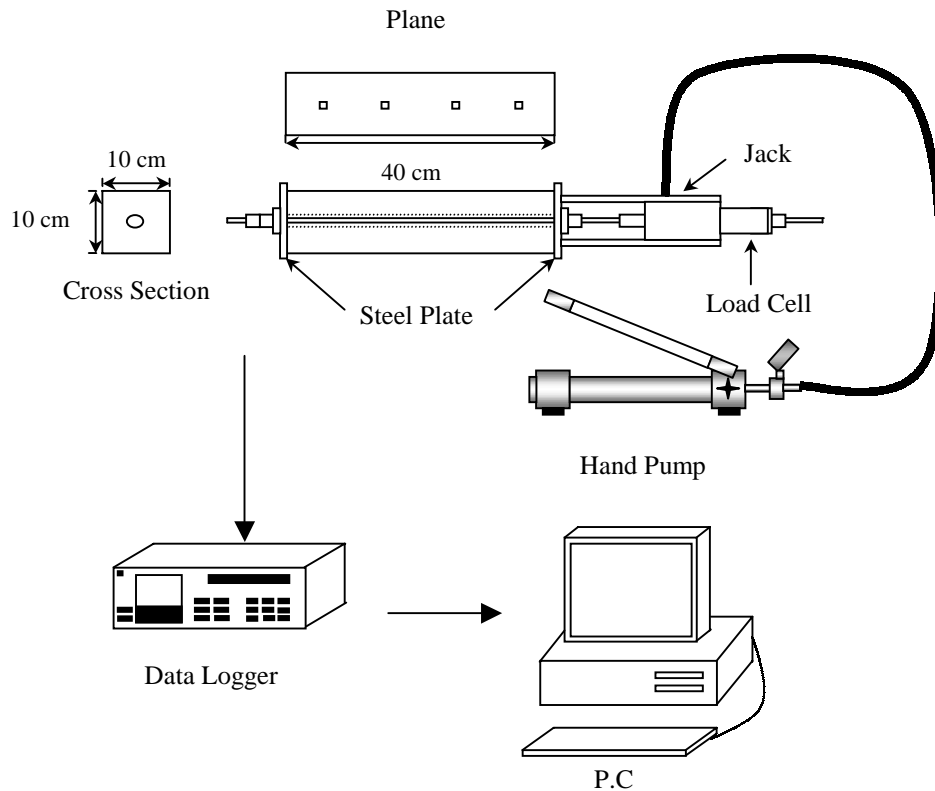 Plane
10 cm
40 cm
Jack
10 cm
Cross Section
Steel Plate
Load Cell
Hand Pump
Data Logger
P.C